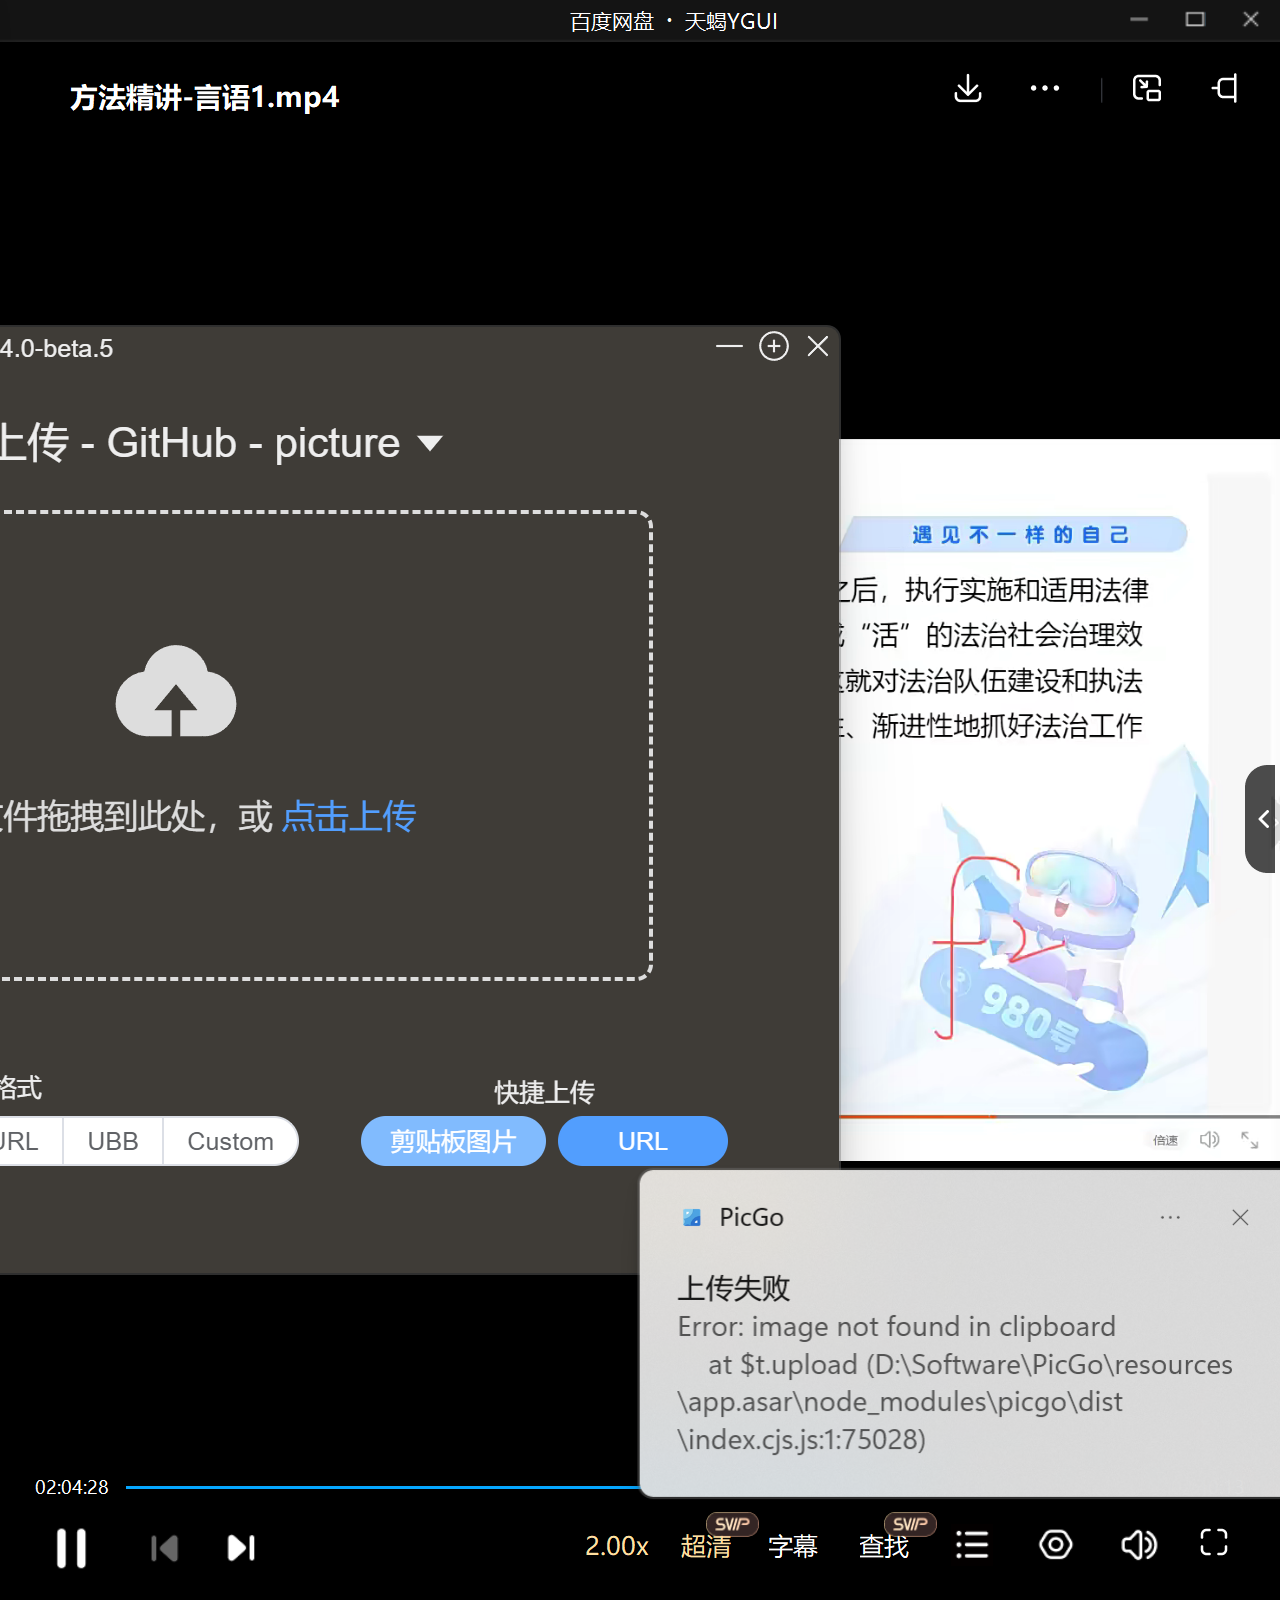 百度网盘 · 天蝎YGUI
方法精讲-言语1.mp4
4.0-beta.5
上传 - GitHub - picture
遇见不一样的自己
之后，执行实施和适用法律
“活”的法治社会治理效
就对法治队伍建设和执法
、渐进性地抓好法治工作
件拖拽到此处，或 点击上传
980号
格式
快捷上传
URL
UBB
Custom
剪贴板图片
URL
倍速
PicGo
上传失败
Error: image not found in clipboard
at $t.upload (D:\Software\PicGo\resources
\app.asar\node_modules\picgo\dist
\index.cjs.js:1:75028)
02:04:28
2.00x
超清
SVIP
字幕
查找
SVIP